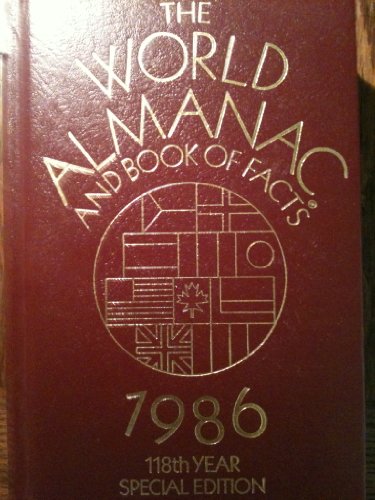 THE
WORLD
ALMANAC®
AND BOOK OF FACTS
1986
118th YEAR
SPECIAL EDITION